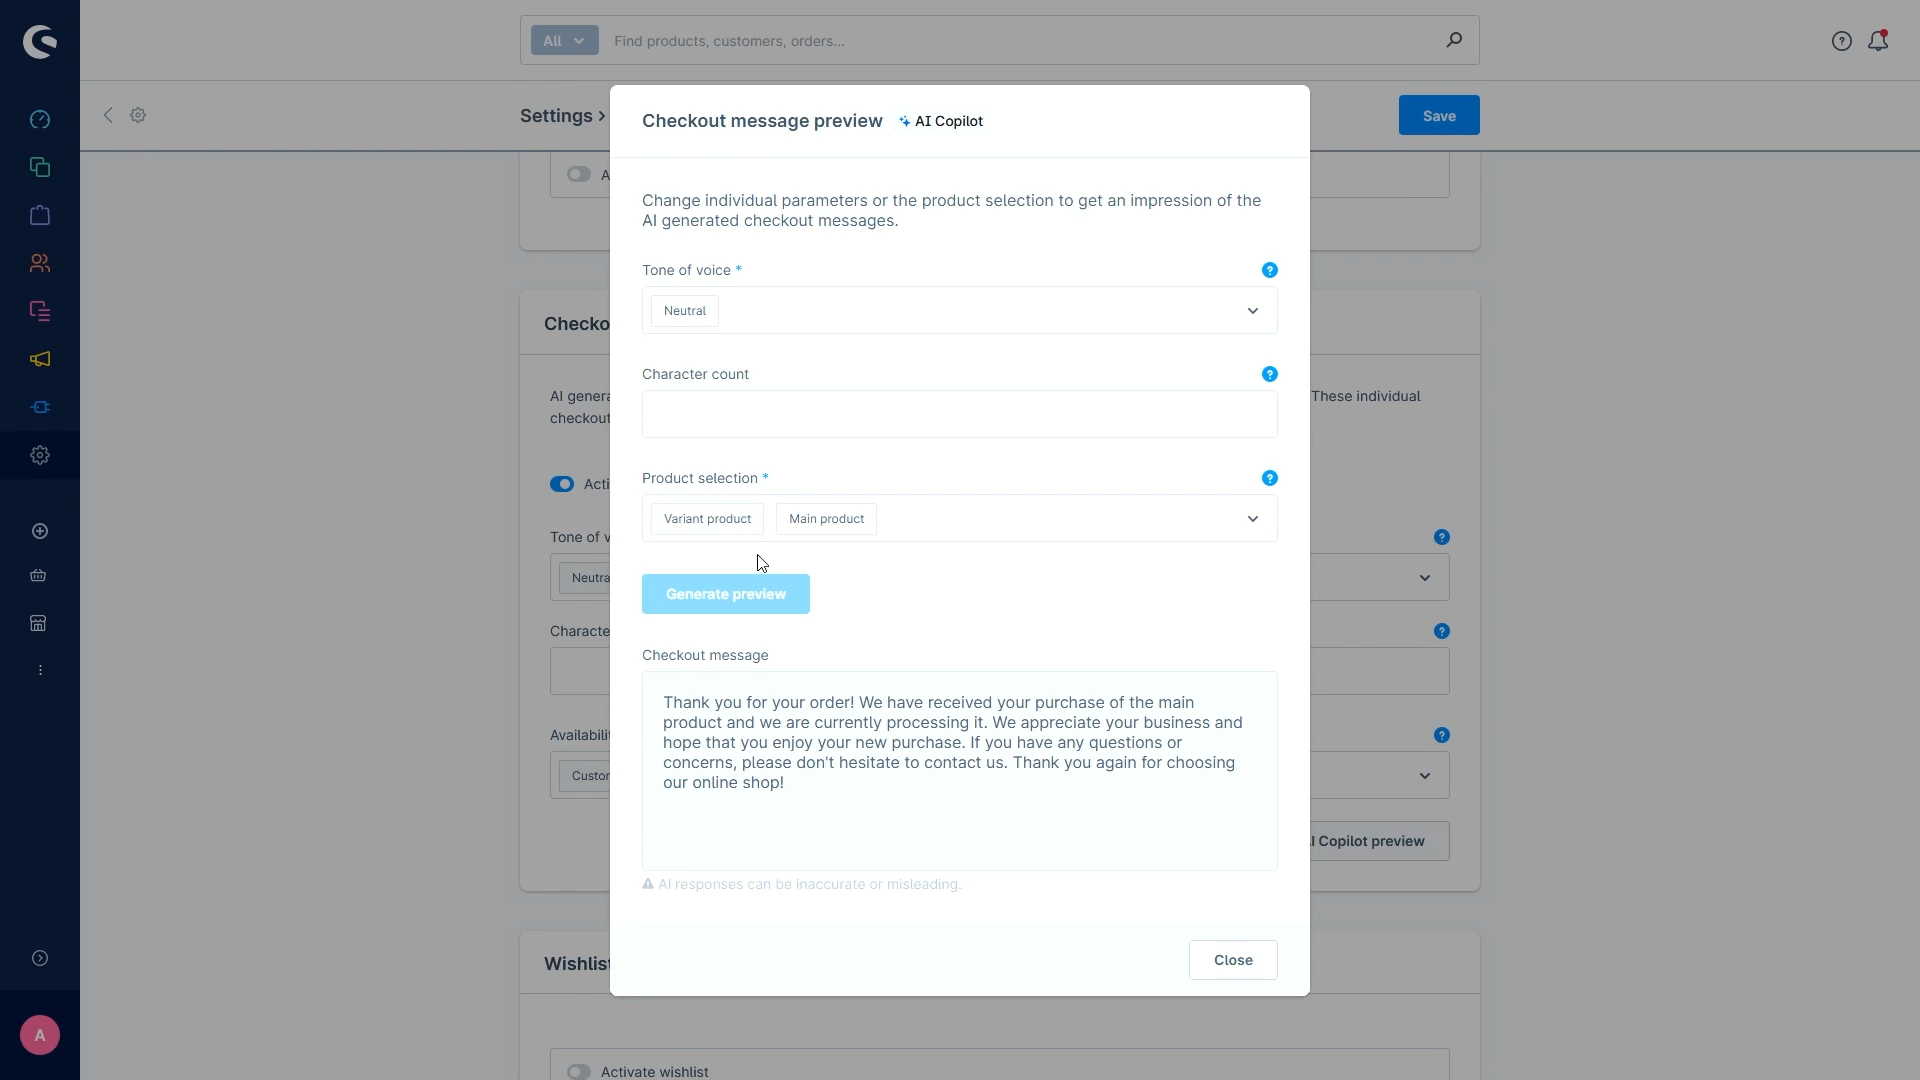 All
Find products, customers, orders...
Settings
Save
Checkout message preview
AI Copilot
Change individual parameters or the product selection to get an impression of the
AI generated checkout messages.
Tone of voice *
Neutral
Character count
Product selection *
Variant product
Main product
Generate preview
Checkout message
Thank you for your order! We have received your purchase of the main
product and we are currently processing it. We appreciate your business and
hope that you enjoy your new purchase. If you have any questions or
concerns, please don't hesitate to contact us. Thank you again for choosing
our online shop!
AI responses can be inaccurate or misleading.
Close
A
Checko
AI genera
These individual
checkout
Acti
Tone of v
Neutra
Characte
Availabilit
Custor
I Copilot preview
Wishlist
Activate wishlist
A